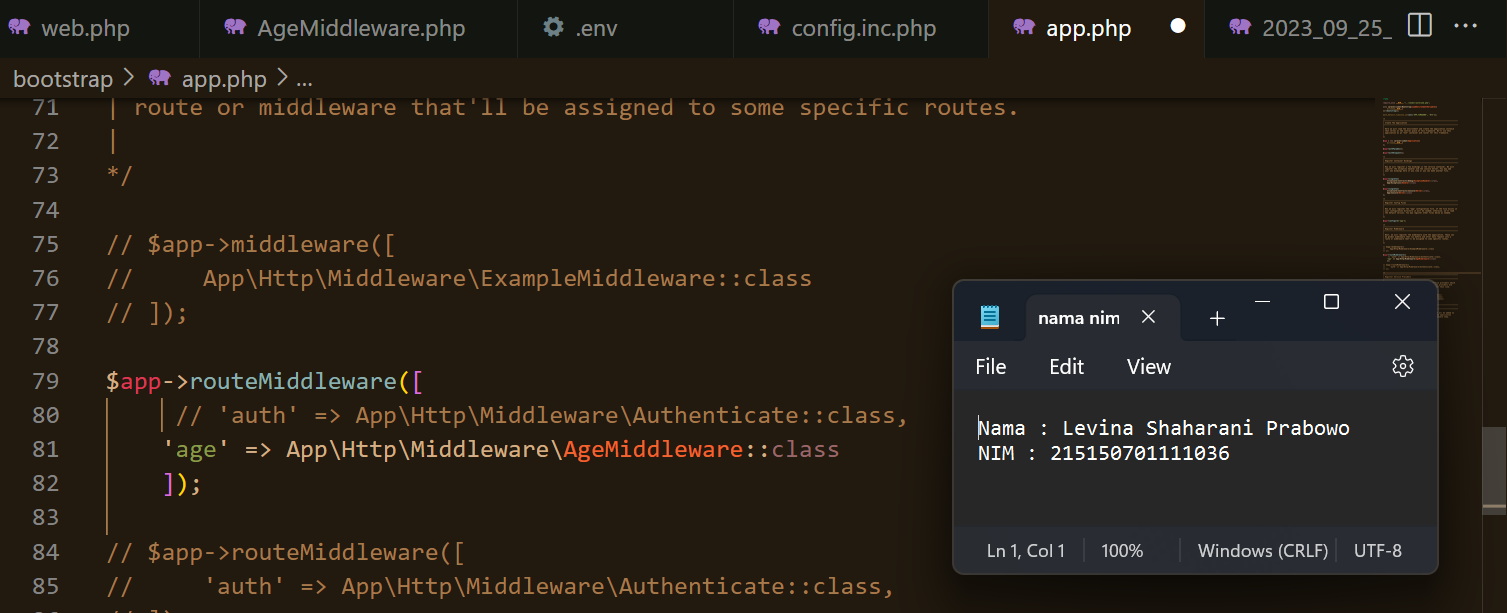 web.php
AgeMiddleware.php
.env
config.inc.php
app.php
2023_09_25_
bootstrap > app.php > ...
71 | route or middleware that'll be assigned to some specific routes.
72 |
73 */
74
75 // $app->middleware([
76 //     App\Http\Middleware\ExampleMiddleware::class
77 // ]);
78
79 $app->routeMiddleware([
80     // 'auth' => App\Http\Middleware\Authenticate::class,
81    'age' => App\Http\Middleware\AgeMiddleware::class
82    ]);
83
84 // $app->routeMiddleware([
85 //     'auth' => App\Http\Middleware\Authenticate::class,
nama nim
File Edit View
Nama : Levina Shaharani Prabowo
NIM : 215150701111036
Ln 1, Col 1 100% Windows (CRLF) UTF-8